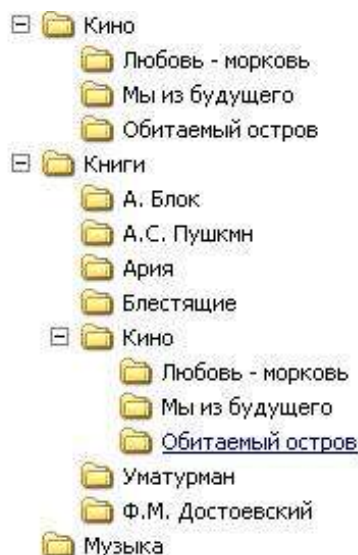 Кино
Любовь - морковь
Мы из будущего
Обитаемый остров
Книги
А. Блок
А.С. Пушкмн
Ария
Блестящие
Кино
Любовь - морковь
Мы из будущего
Обитаемый остров
Уматурман
Ф.М. Достоевский
Музыка